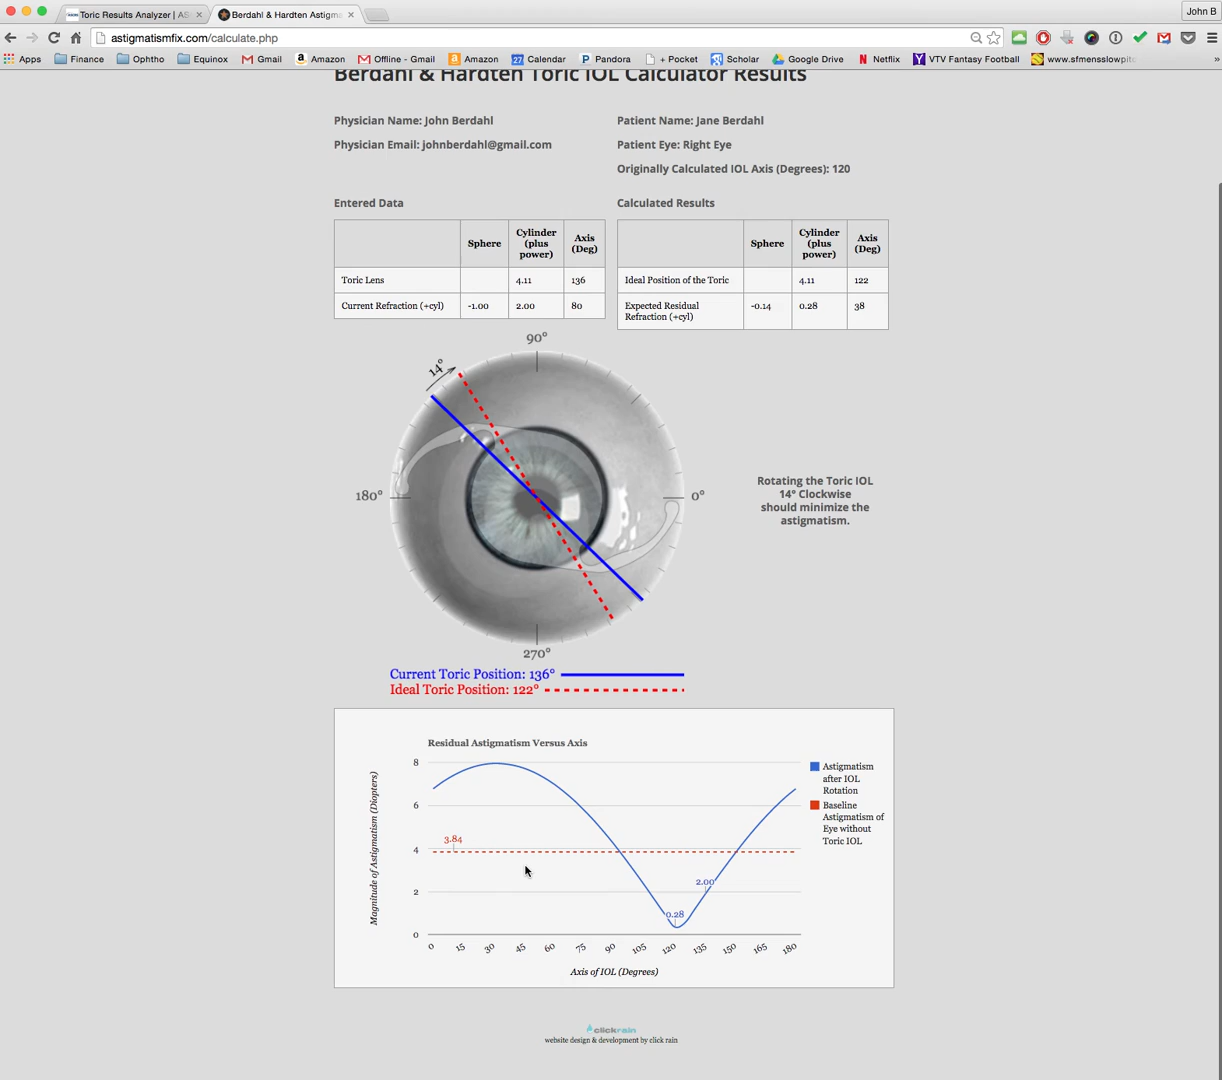 Toric Results Analyzer | AS
Berdahl & Hardten Astigma
John B
astigmatismfix.com/calculate.php
Apps Finance Ophtho Equinox Gmail Amazon Offline - Gmail Amazon Calendar Pandora + Pocket Scholar Google Drive Netflix VTV Fantasy Football www.sfmensslowpitc »
Berdahl & Hardten Toric IOL Calculator Results
Physician Name: John Berdahl
Physician Email: johnberdahl@gmail.com
Patient Name: Jane Berdahl
Patient Eye: Right Eye
Originally Calculated IOL Axis (Degrees): 120
Entered Data
Sphere Cylinder (plus power) Axis (Deg)
Toric Lens 4.11 136
Current Refraction (+cyl) -1.00 2.00 80
Calculated Results
Sphere Cylinder (plus power) Axis (Deg)
Ideal Position of the Toric 4.11 122
Expected Residual Refraction (+cyl) -0.14 0.28 38
90°
14°
180°
0°
270°
Rotating the Toric IOL
14° Clockwise
should minimize the
astigmatism.
Current Toric Position: 136°
Ideal Toric Position: 122°
Residual Astigmatism Versus Axis
Magnitude of Astigmatism (Diopters)
8
6
4
2
0
3.84
2.00
0.28
0 15 30 45 60 75 90 105 120 135 150 165 180
Axis of IOL (Degrees)
Astigmatism
after IOL
Rotation
Baseline
Astigmatism of
Eye without
Toric IOL
clickrain
website design & development by click rain